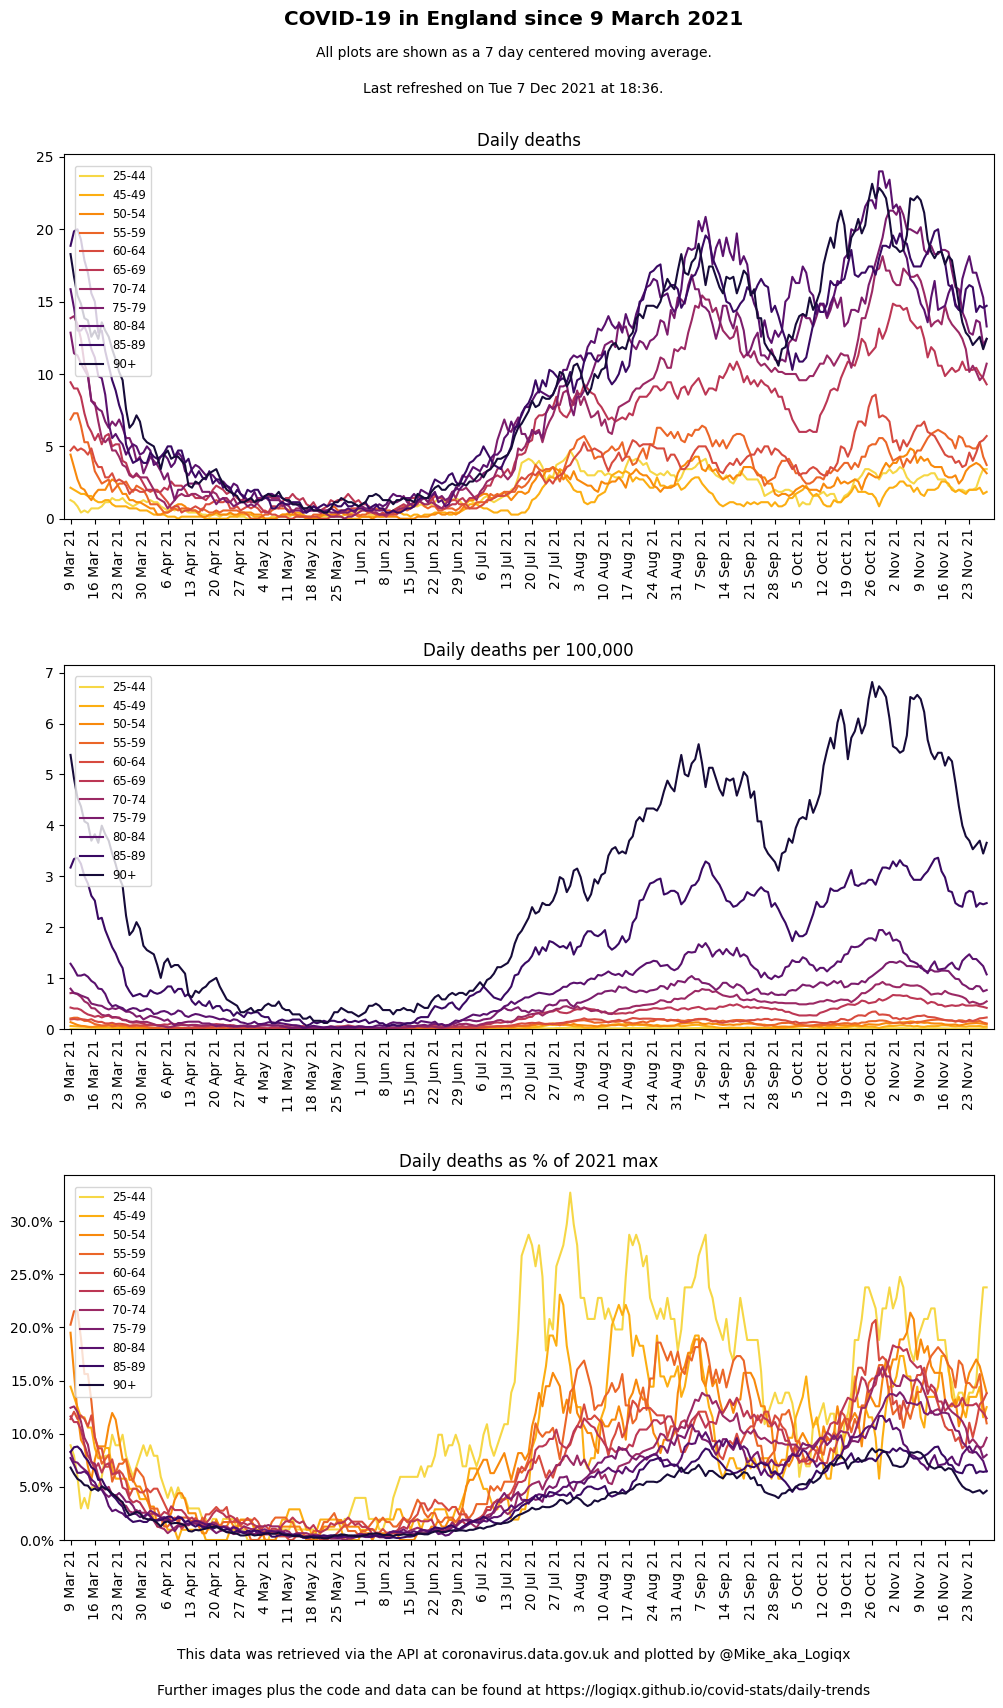 COVID-19 in England since 9 March 2021
All plots are shown as a 7 day centered moving average.
Last refreshed on Tue 7 Dec 2021 at 18:36.
Daily deaths
25
20
15
10
5
0
25-44
45-49
50-54
55-59
60-64
65-69
70-74
75-79
80-84
85-89
90+
9 Mar 21
16 Mar 21
23 Mar 21
30 Mar 21
6 Apr 21
13 Apr 21
20 Apr 21
27 Apr 21
4 May 21
11 May 21
18 May 21
25 May 21
1 Jun 21
8 Jun 21
15 Jun 21
22 Jun 21
29 Jun 21
6 Jul 21
13 Jul 21
20 Jul 21
27 Jul 21
3 Aug 21
10 Aug 21
17 Aug 21
24 Aug 21
31 Aug 21
7 Sep 21
14 Sep 21
21 Sep 21
28 Sep 21
5 Oct 21
12 Oct 21
19 Oct 21
26 Oct 21
2 Nov 21
9 Nov 21
16 Nov 21
23 Nov 21
Daily deaths per 100,000
7
6
5
4
3
2
1
0
25-44
45-49
50-54
55-59
60-64
65-69
70-74
75-79
80-84
85-89
90+
9 Mar 21
16 Mar 21
23 Mar 21
30 Mar 21
6 Apr 21
13 Apr 21
20 Apr 21
27 Apr 21
4 May 21
11 May 21
18 May 21
25 May 21
1 Jun 21
8 Jun 21
15 Jun 21
22 Jun 21
29 Jun 21
6 Jul 21
13 Jul 21
20 Jul 21
27 Jul 21
3 Aug 21
10 Aug 21
17 Aug 21
24 Aug 21
31 Aug 21
7 Sep 21
14 Sep 21
21 Sep 21
28 Sep 21
5 Oct 21
12 Oct 21
19 Oct 21
26 Oct 21
2 Nov 21
9 Nov 21
16 Nov 21
23 Nov 21
Daily deaths as % of 2021 max
30.0%
25.0%
20.0%
15.0%
10.0%
5.0%
0.0%
25-44
45-49
50-54
55-59
60-64
65-69
70-74
75-79
80-84
85-89
90+
9 Mar 21
16 Mar 21
23 Mar 21
30 Mar 21
6 Apr 21
13 Apr 21
20 Apr 21
27 Apr 21
4 May 21
11 May 21
18 May 21
25 May 21
1 Jun 21
8 Jun 21
15 Jun 21
22 Jun 21
29 Jun 21
6 Jul 21
13 Jul 21
20 Jul 21
27 Jul 21
3 Aug 21
10 Aug 21
17 Aug 21
24 Aug 21
31 Aug 21
7 Sep 21
14 Sep 21
21 Sep 21
28 Sep 21
5 Oct 21
12 Oct 21
19 Oct 21
26 Oct 21
2 Nov 21
9 Nov 21
16 Nov 21
23 Nov 21
This data was retrieved via the API at coronavirus.data.gov.uk and plotted by @Mike_aka_Logiqx
Further images plus the code and data can be found at https://logiqx.github.io/covid-stats/daily-trends